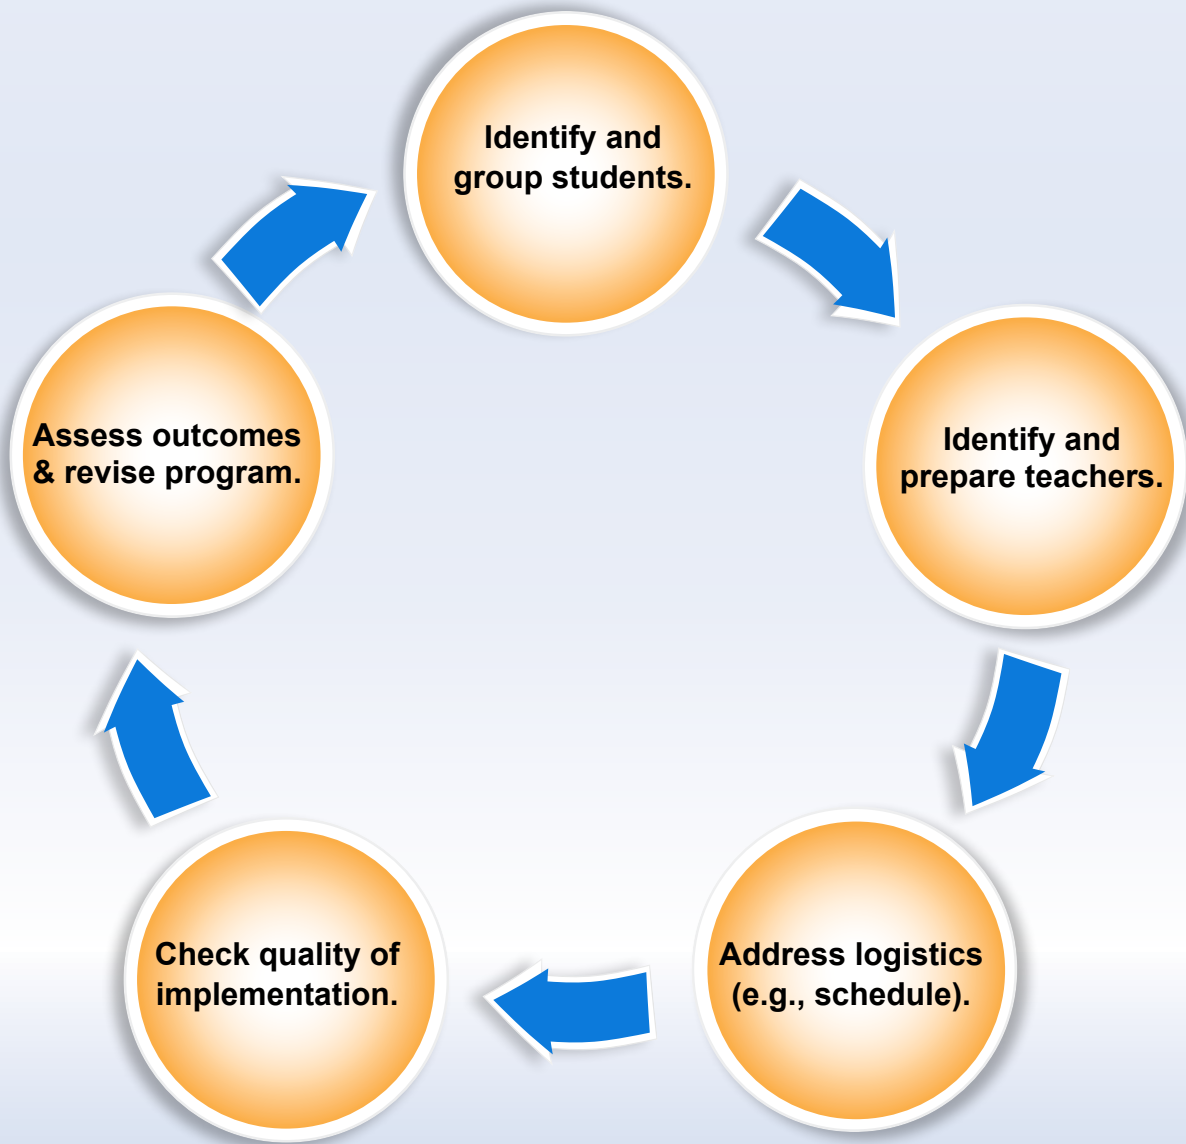 Identify and
group students.
Identify and
prepare teachers.
Address logistics
(e.g., schedule).
Check quality of
implementation.
Assess outcomes
& revise program.